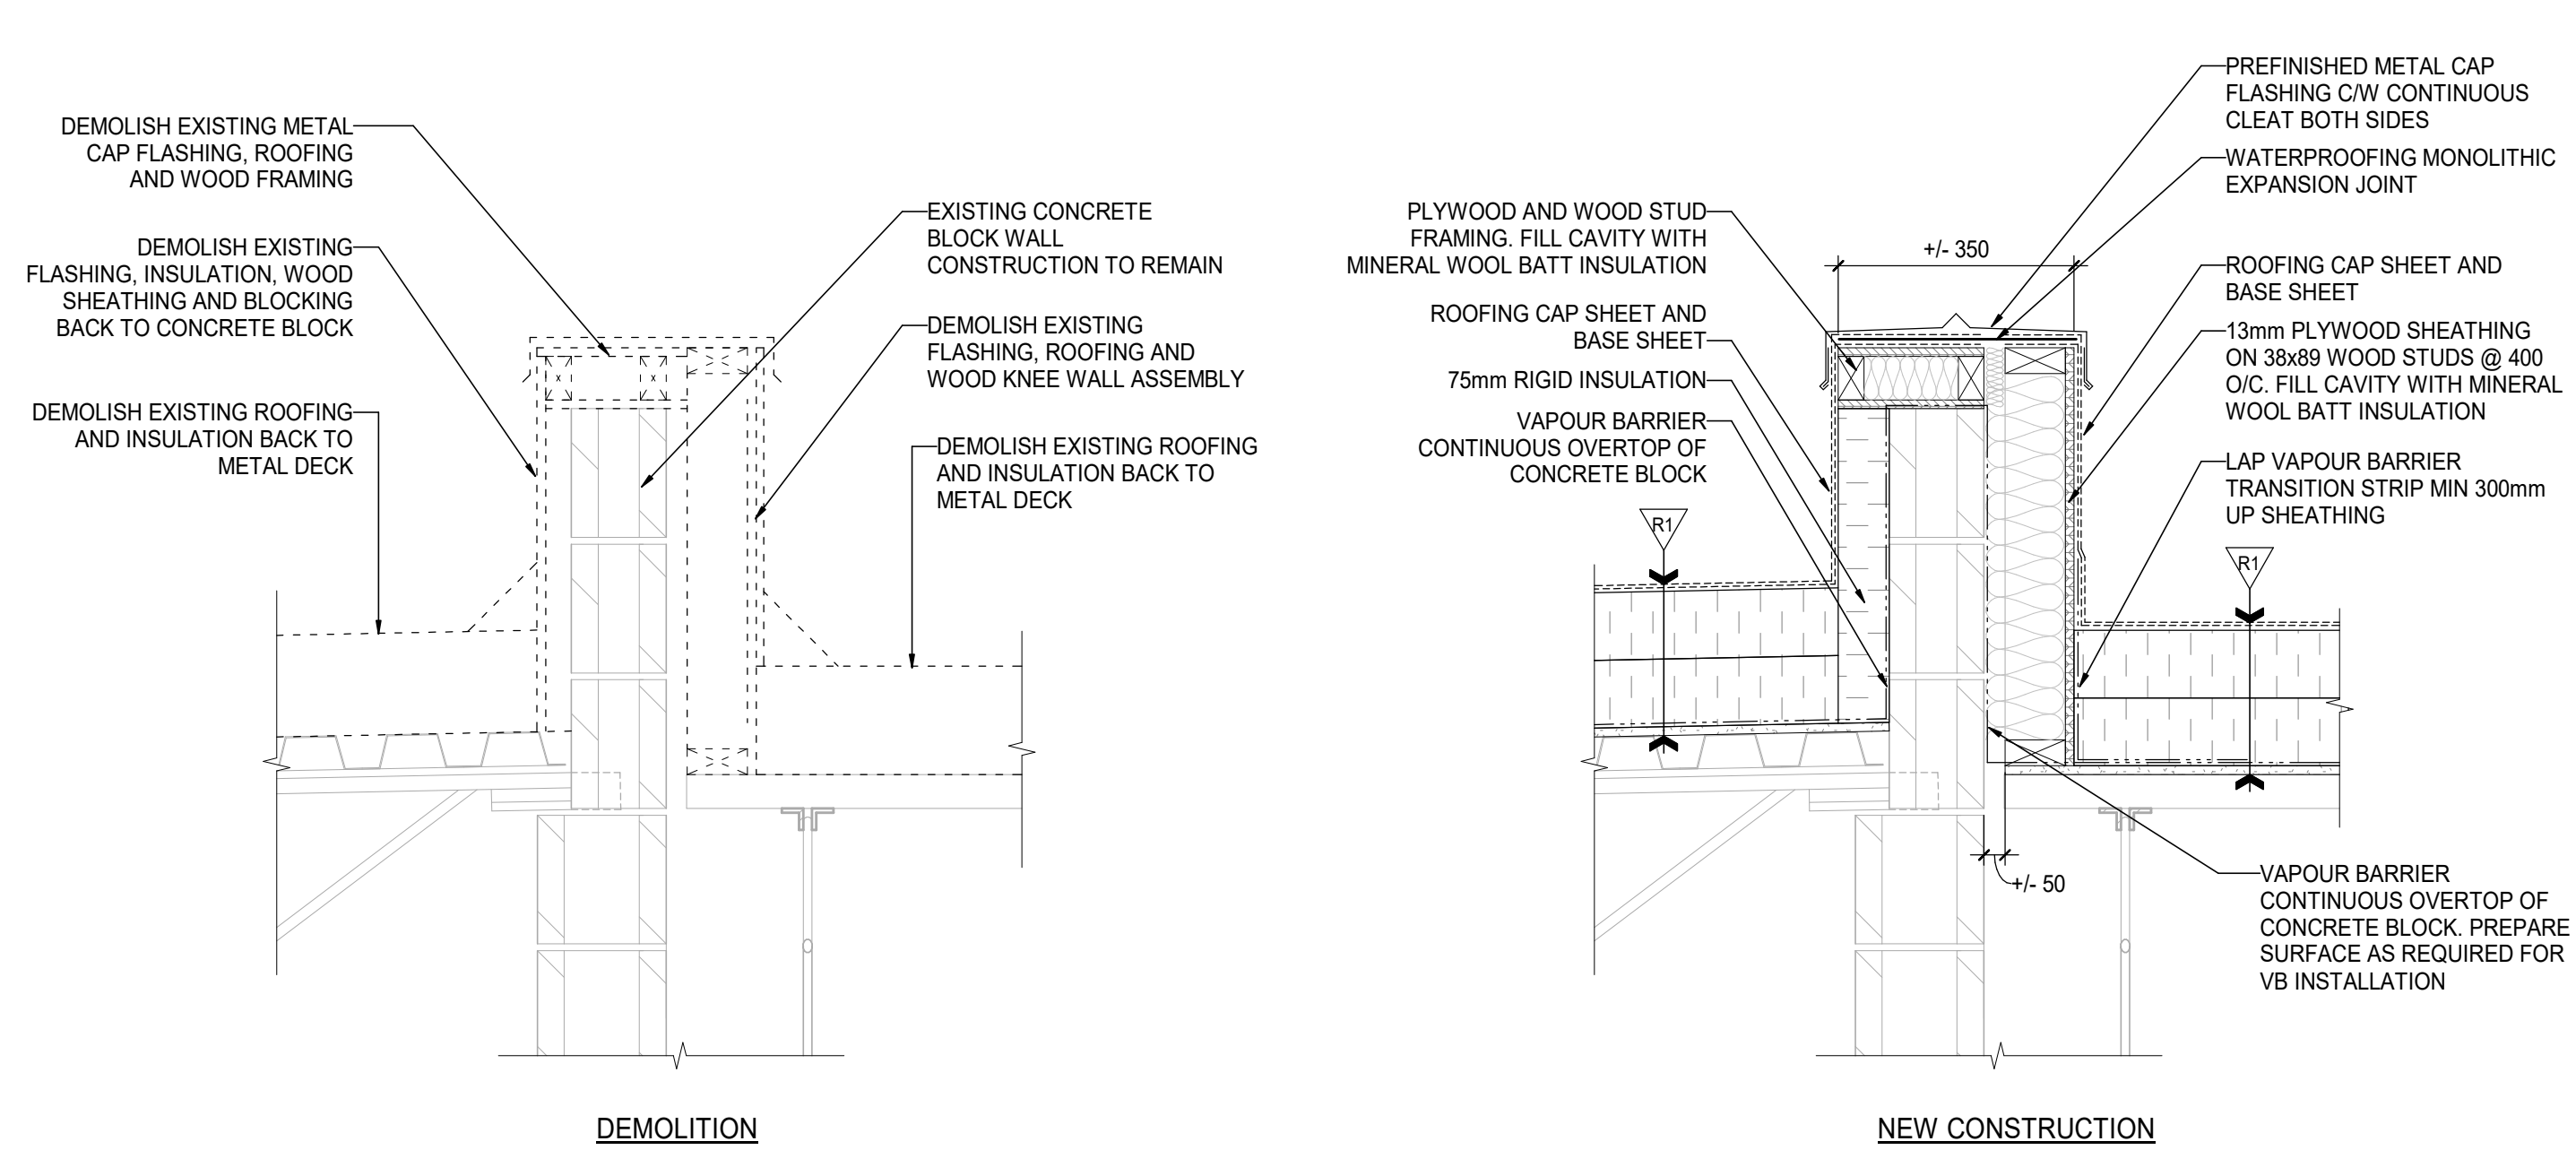 DEMOLISH EXISTING METAL
CAP FLASHING, ROOFING
AND WOOD FRAMING
DEMOLISH EXISTING
FLASHING, INSULATION, WOOD
SHEATHING AND BLOCKING
BACK TO CONCRETE BLOCK
DEMOLISH EXISTING ROOFING
AND INSULATION BACK TO
METAL DECK
EXISTING CONCRETE
BLOCK WALL
CONSTRUCTION TO REMAIN
DEMOLISH EXISTING
FLASHING, ROOFING AND
WOOD KNEE WALL ASSEMBLY
DEMOLISH EXISTING ROOFING
AND INSULATION BACK TO
METAL DECK
DEMOLITION
PLYWOOD AND WOOD STUD
FRAMING. FILL CAVITY WITH
MINERAL WOOL BATT INSULATION
ROOFING CAP SHEET AND
BASE SHEET
75mm RIGID INSULATION
VAPOUR BARRIER
CONTINUOUS OVERTOP OF
CONCRETE BLOCK
R1
+/- 350
PREFINISHED METAL CAP
FLASHING C/W CONTINUOUS
CLEAT BOTH SIDES
WATERPROOFING MONOLITHIC
EXPANSION JOINT
ROOFING CAP SHEET AND
BASE SHEET
13mm PLYWOOD SHEATHING
ON 38x89 WOOD STUDS @ 400
O/C. FILL CAVITY WITH MINERAL
WOOL BATT INSULATION
LAP VAPOUR BARRIER
TRANSITION STRIP MIN 300mm
UP SHEATHING
R1
+/- 50
VAPOUR BARRIER
CONTINUOUS OVERTOP OF
CONCRETE BLOCK. PREPARE
SURFACE AS REQUIRED FOR
VB INSTALLATION
NEW CONSTRUCTION